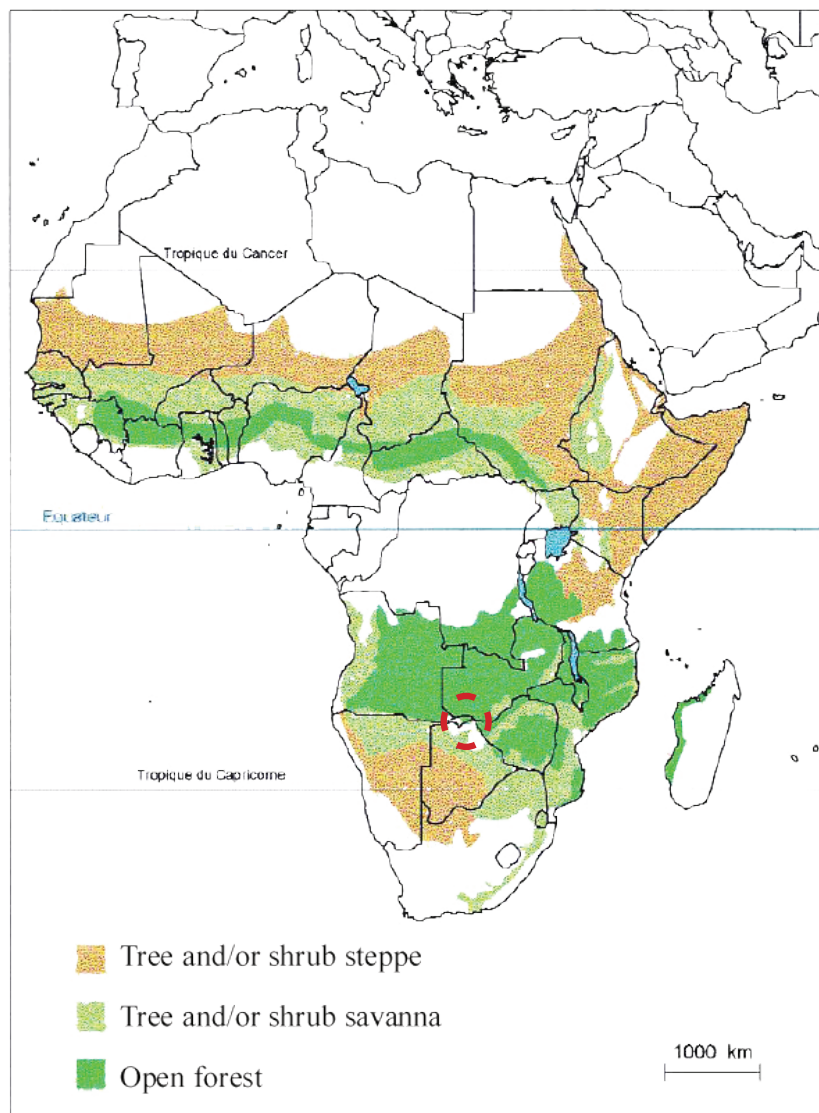 Tropique du Cancer
Equateur
Tropique du Capricorne
Tree and/or shrub steppe
Tree and/or shrub savanna
Open forest
1000 km